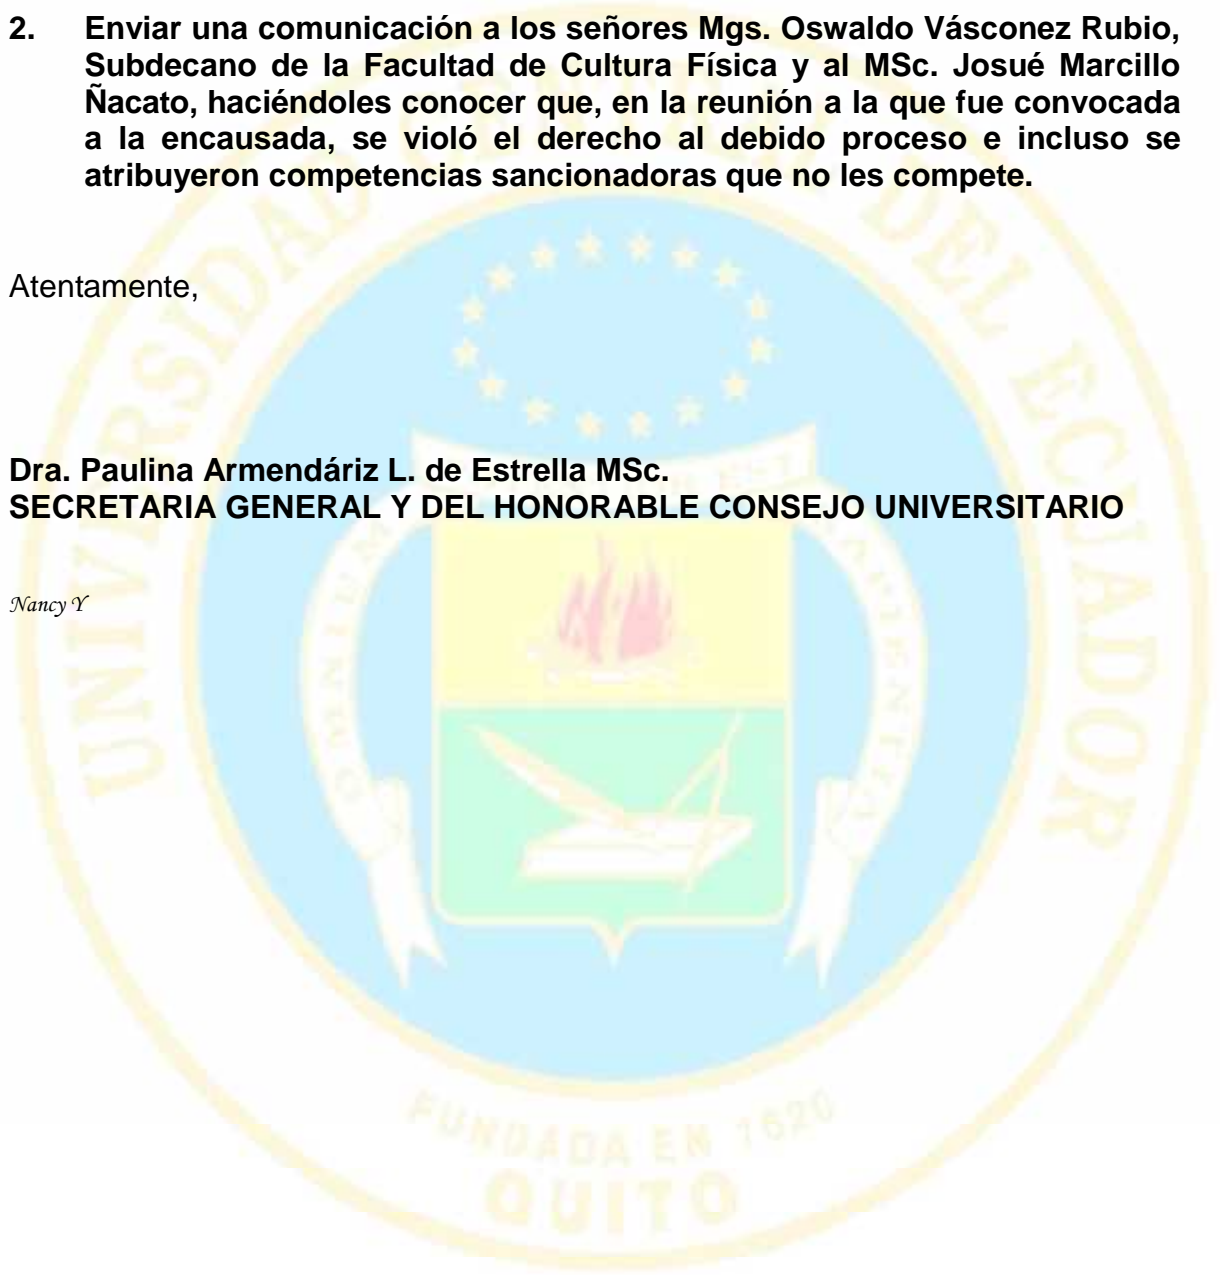 2. Enviar una comunicación a los señores Mgs. Oswaldo Vásconez Rubio,
Subdecano de la Facultad de Cultura Física y al MSc. Josué Marcillo
Ñacato, haciéndoles conocer que, en la reunión a la que fue convocada
a la encausada, se violó el derecho al debido proceso e incluso se
atribuyeron competencias sancionadoras que no les compete.
Atentamente,
Dra. Paulina Armendáriz L. de Estrella MSc.
SECRETARIA GENERAL Y DEL HONORABLE CONSEJO UNIVERSITARIO
Nancy Y
UNIVERSIDAD CENTRAL DEL ECUADOR
FUNDADA EN 1620
QUITO